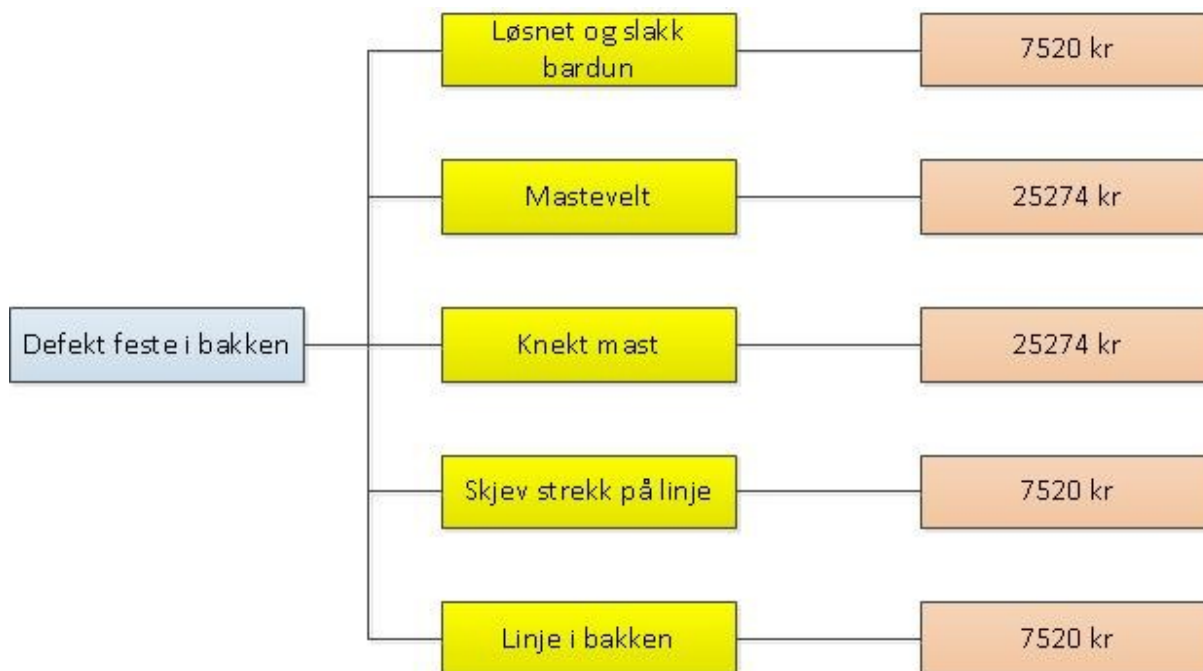 Løsnet og slakk
bardun
7520 kr
Mastevelt
25274 kr
Defekt feste i bakken
Knekt mast
25274 kr
Skjev strekk på linje
7520 kr
Linje i bakken
7520 kr